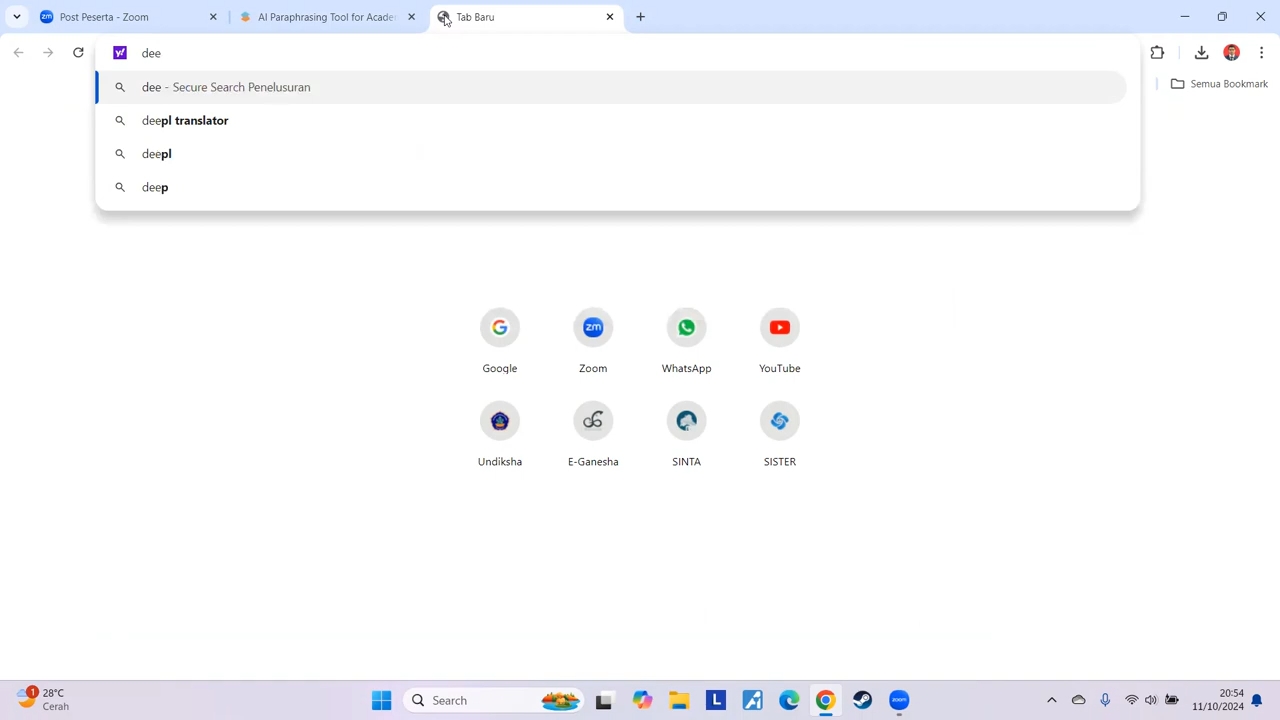 Post Peserta - Zoom
AI Paraphrasing Tool for Acade
Tab Baru
dee
Semua Bookmark
dee - Secure Search Penelusuran
deepl translator
deepl
deep
Google
Zoom
WhatsApp
YouTube
Undiksha
E-Ganesha
SINTA
SISTER
1
28°C
Cerah
Search
20:54
11/10/2024